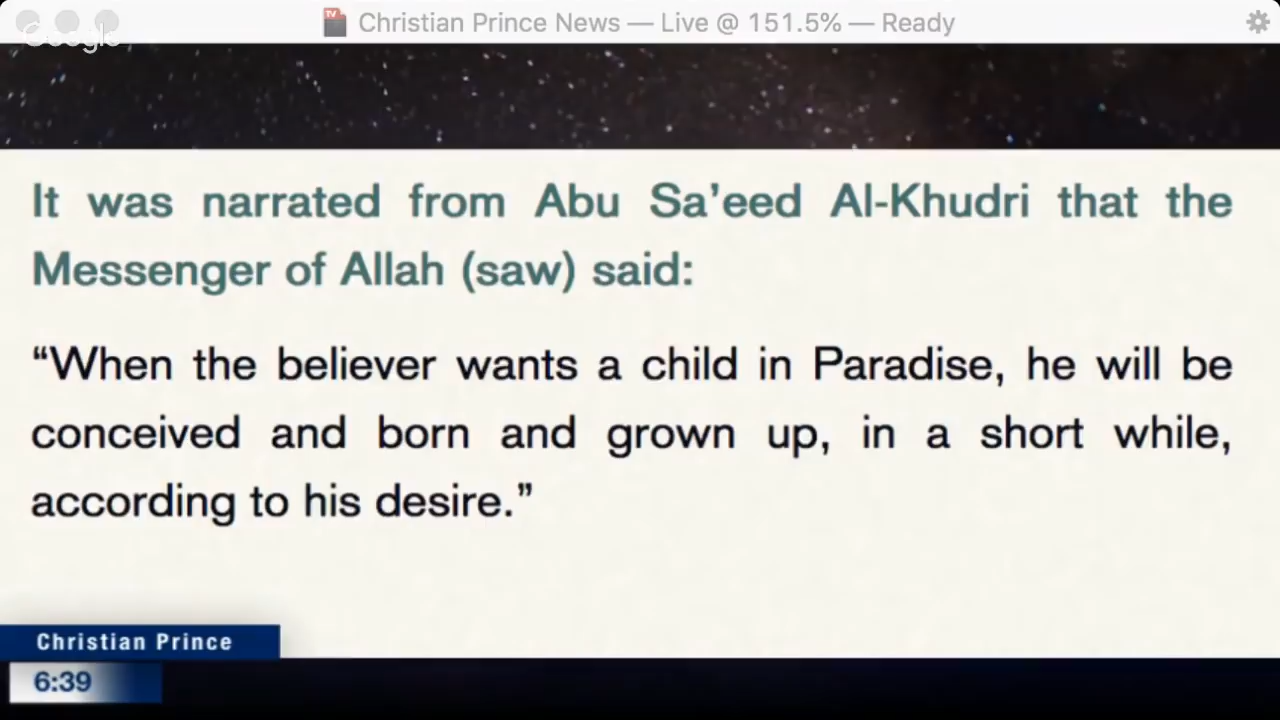 Christian Prince News — Live @ 151.5% — Ready
Google
It was narrated from Abu Sa’eed Al-Khudri that the
Messenger of Allah (saw) said:
“When the believer wants a child in Paradise, he will be
conceived and born and grown up, in a short while,
according to his desire.”
Christian Prince
6:39